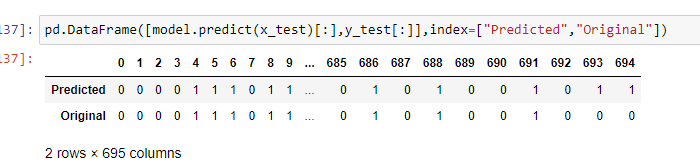 137]: pd.DataFrame([model.predict(x_test)[:],y_test[:]],index=["Predicted","Original"])
137]:
0 1 2 3 4 5 6 7 8 9 ... 685 686 687 688 689 690 691 692 693 694
Predicted 0 0 0 0 1 1 1 0 1 1 ... 0 1 0 1 0 0 1 0 1 1
Original 0 0 0 0 1 1 1 0 1 1 ... 0 1 0 1 0 0 1 0 0 0
2 rows × 695 columns